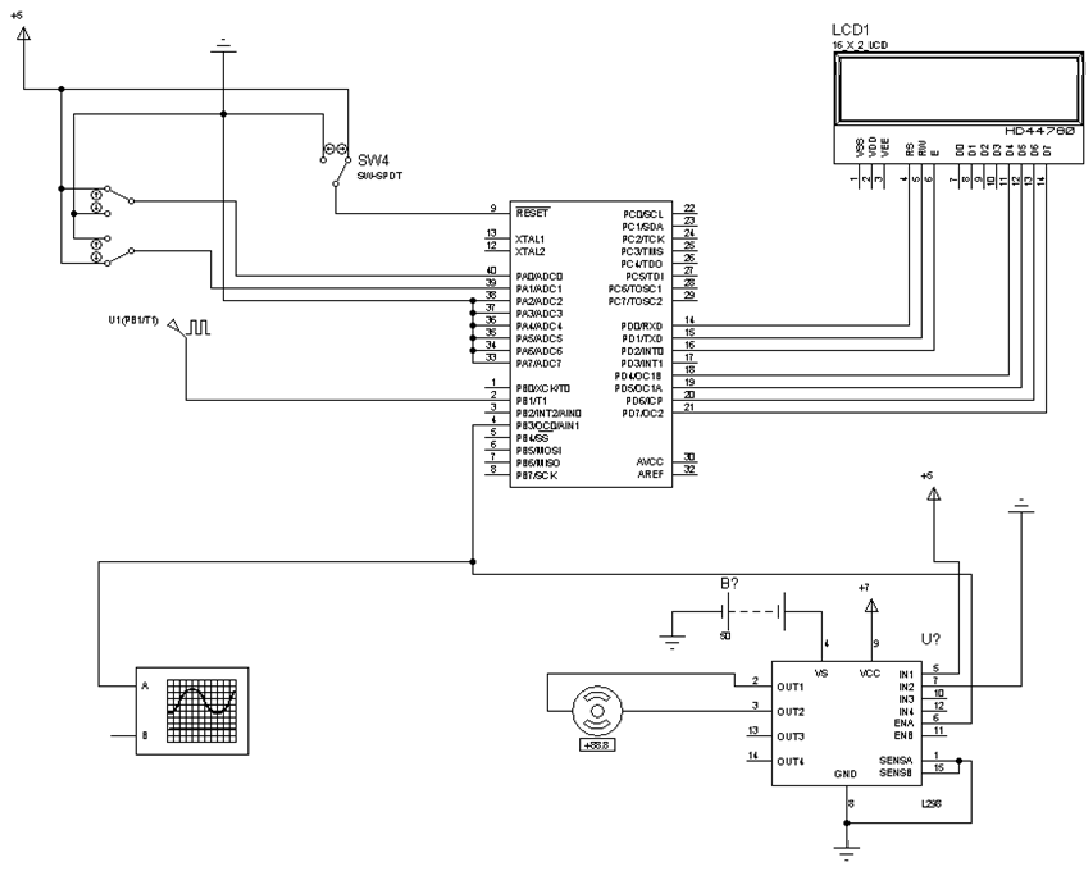 +5
LCD1
16_X_2_LCD
HD44780
VSS
VDD
VEE
RS
RW
E
D0
D1
D2
D3
D4
D5
D6
D7
1
2
3
4
5
6
7
8
9
10
11
12
13
14
SW4
SW-SPDT
9 RESET
13 XTAL1
12 XTAL2
40 PA0/ADC0
39 PA1/ADC1
38 PA2/ADC2
37 PA3/ADC3
36 PA4/ADC4
35 PA5/ADC5
34 PA6/ADC6
33 PA7/ADC7
1 PB0/XCK/T0
2 PB1/T1
3 PB2/INT2/AIN0
4 PB3/OC0/AIN1
5 PB4/SS
6 PB5/MOSI
7 PB6/MISO
8 PB7/SCK
PC0/SCL 22
PC1/SDA 23
PC2/TCK 24
PC3/TMS 25
PC4/TDO 26
PC5/TDI 27
PC6/TOSC1 28
PC7/TOSC2 29
PD0/RXD 14
PD1/TXD 15
PD2/INT0 16
PD3/INT1 17
PD4/OC1B 18
PD5/OC1A 19
PD6/ICP 20
PD7/OC2 21
AVCC 30
AREF 32
U1(PB1/T1)
A
B
+5
B?
+7
U?
4
9
VS
VCC
2 OUT1
3 OUT2
13 OUT3
14 OUT4
IN1 5
IN2 7
IN3 10
IN4 12
ENA 6
ENB 11
SENSA 1
SENSB 15
GND
8
L298